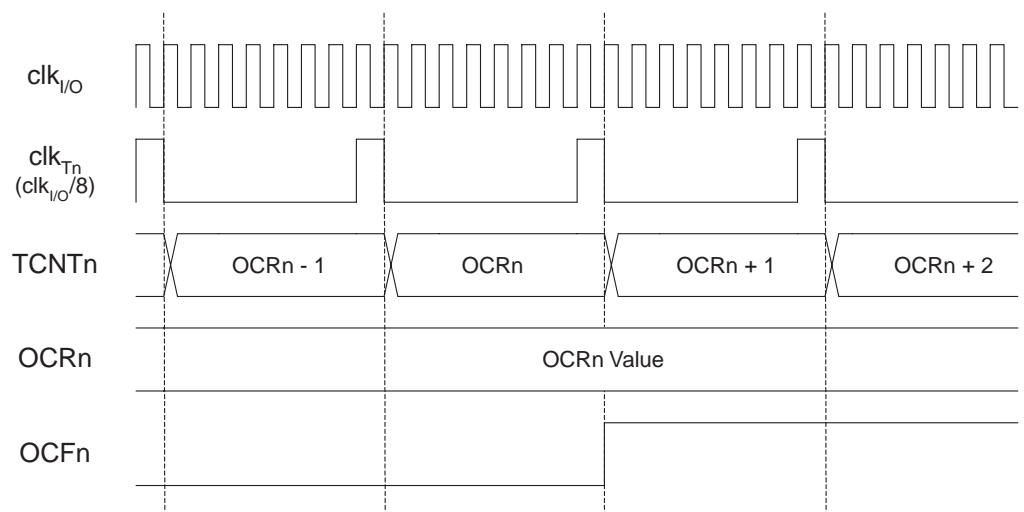 clkI/O
clkTn
(clkI/O/8)
TCNTn
OCRn - 1
OCRn
OCRn + 1
OCRn + 2
OCRn
OCRn Value
OCFn